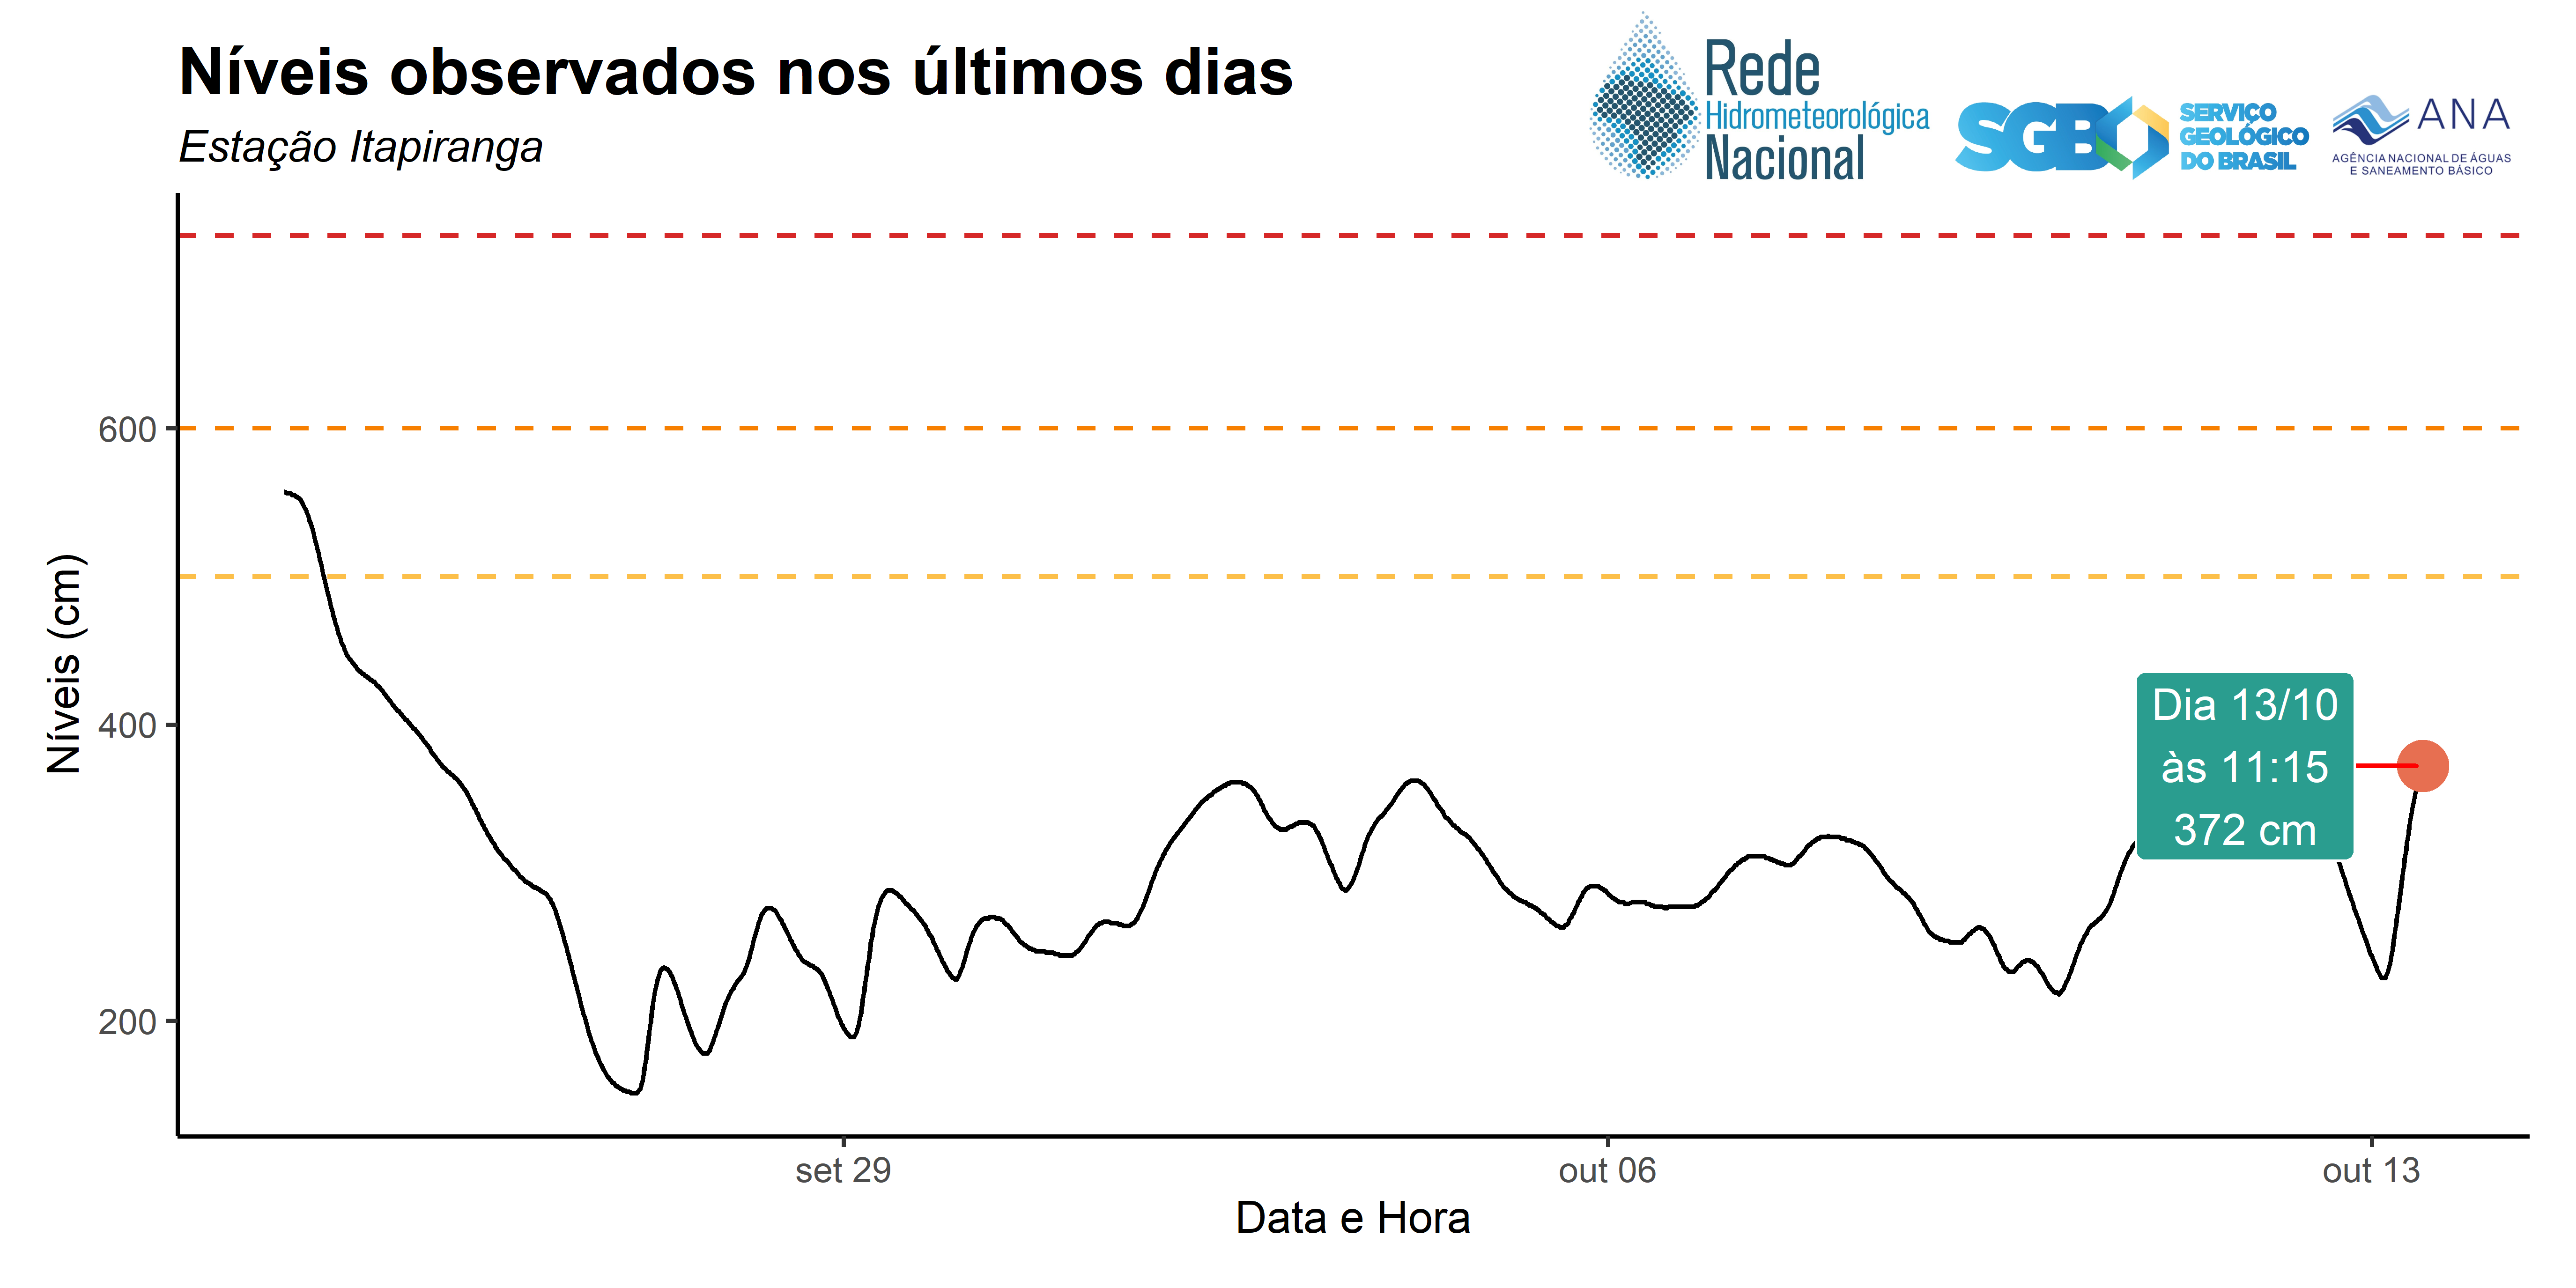 Níveis observados nos últimos dias
Estação Itapiranga
Rede
Hidrometeorológica
Nacional
SGB
SERVIÇO
GEOLÓGICO
DO BRASIL
ANA
AGÊNCIA NACIONAL DE ÁGUAS
E SANEAMENTO BÁSICO
Níveis (cm)
600
400
200
Dia 13/10
às 11:15
372 cm
set 29
out 06
out 13
Data e Hora